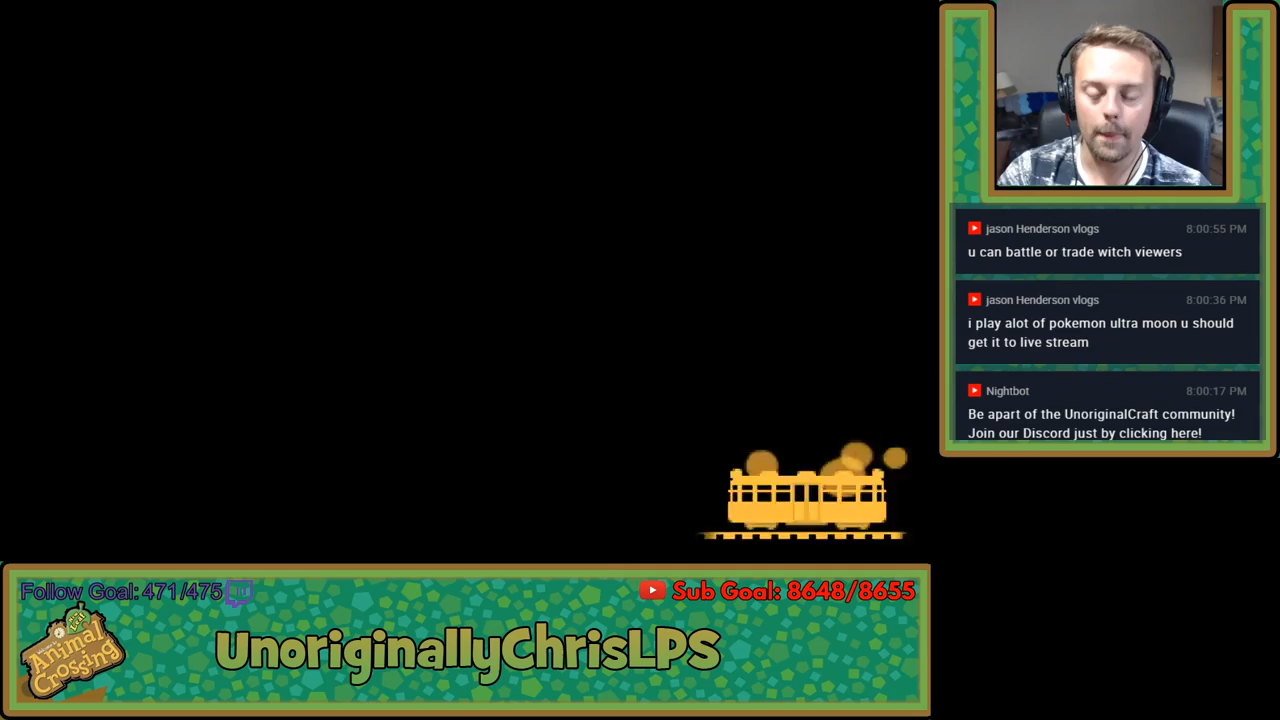 jason Henderson vlogs 8:00:55 PM
u can battle or trade witch viewers
jason Henderson vlogs 8:00:36 PM
i play alot of pokemon ultra moon u should
get it to live stream
Nightbot 8:00:17 PM
Be apart of the UnoriginalCraft community!
Join our Discord just by clicking here!
Follow Goal: 471/475
Sub Goal: 8648/8655
Animal
Crossing
UnoriginallyChrisLPS